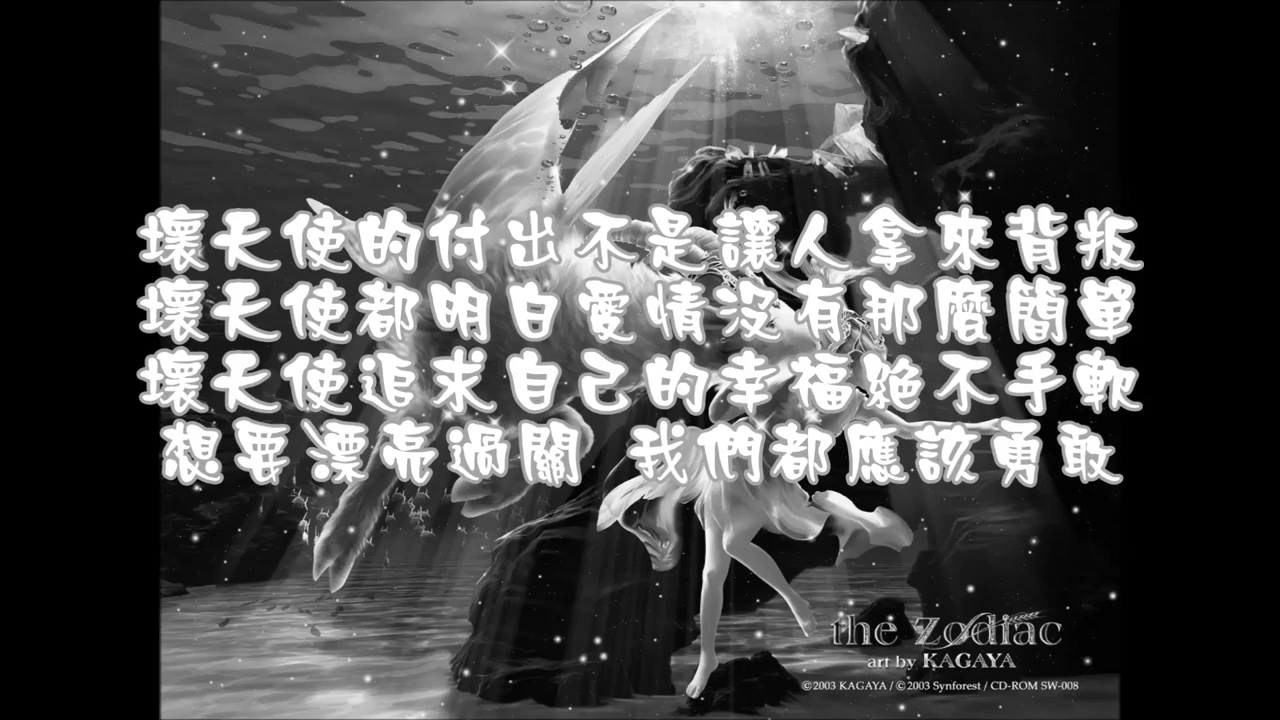 壞天使的付出不是讓人拿來背叛
壞天使都明白愛情沒有那麼簡單
壞天使追求自己的幸福絕不手軟
想要漂亮過關 我們都應該勇敢
the Zodiac
art by KAGAYA
©2003 KAGAYA / ©2003 Synforest / CD-ROM SW-008